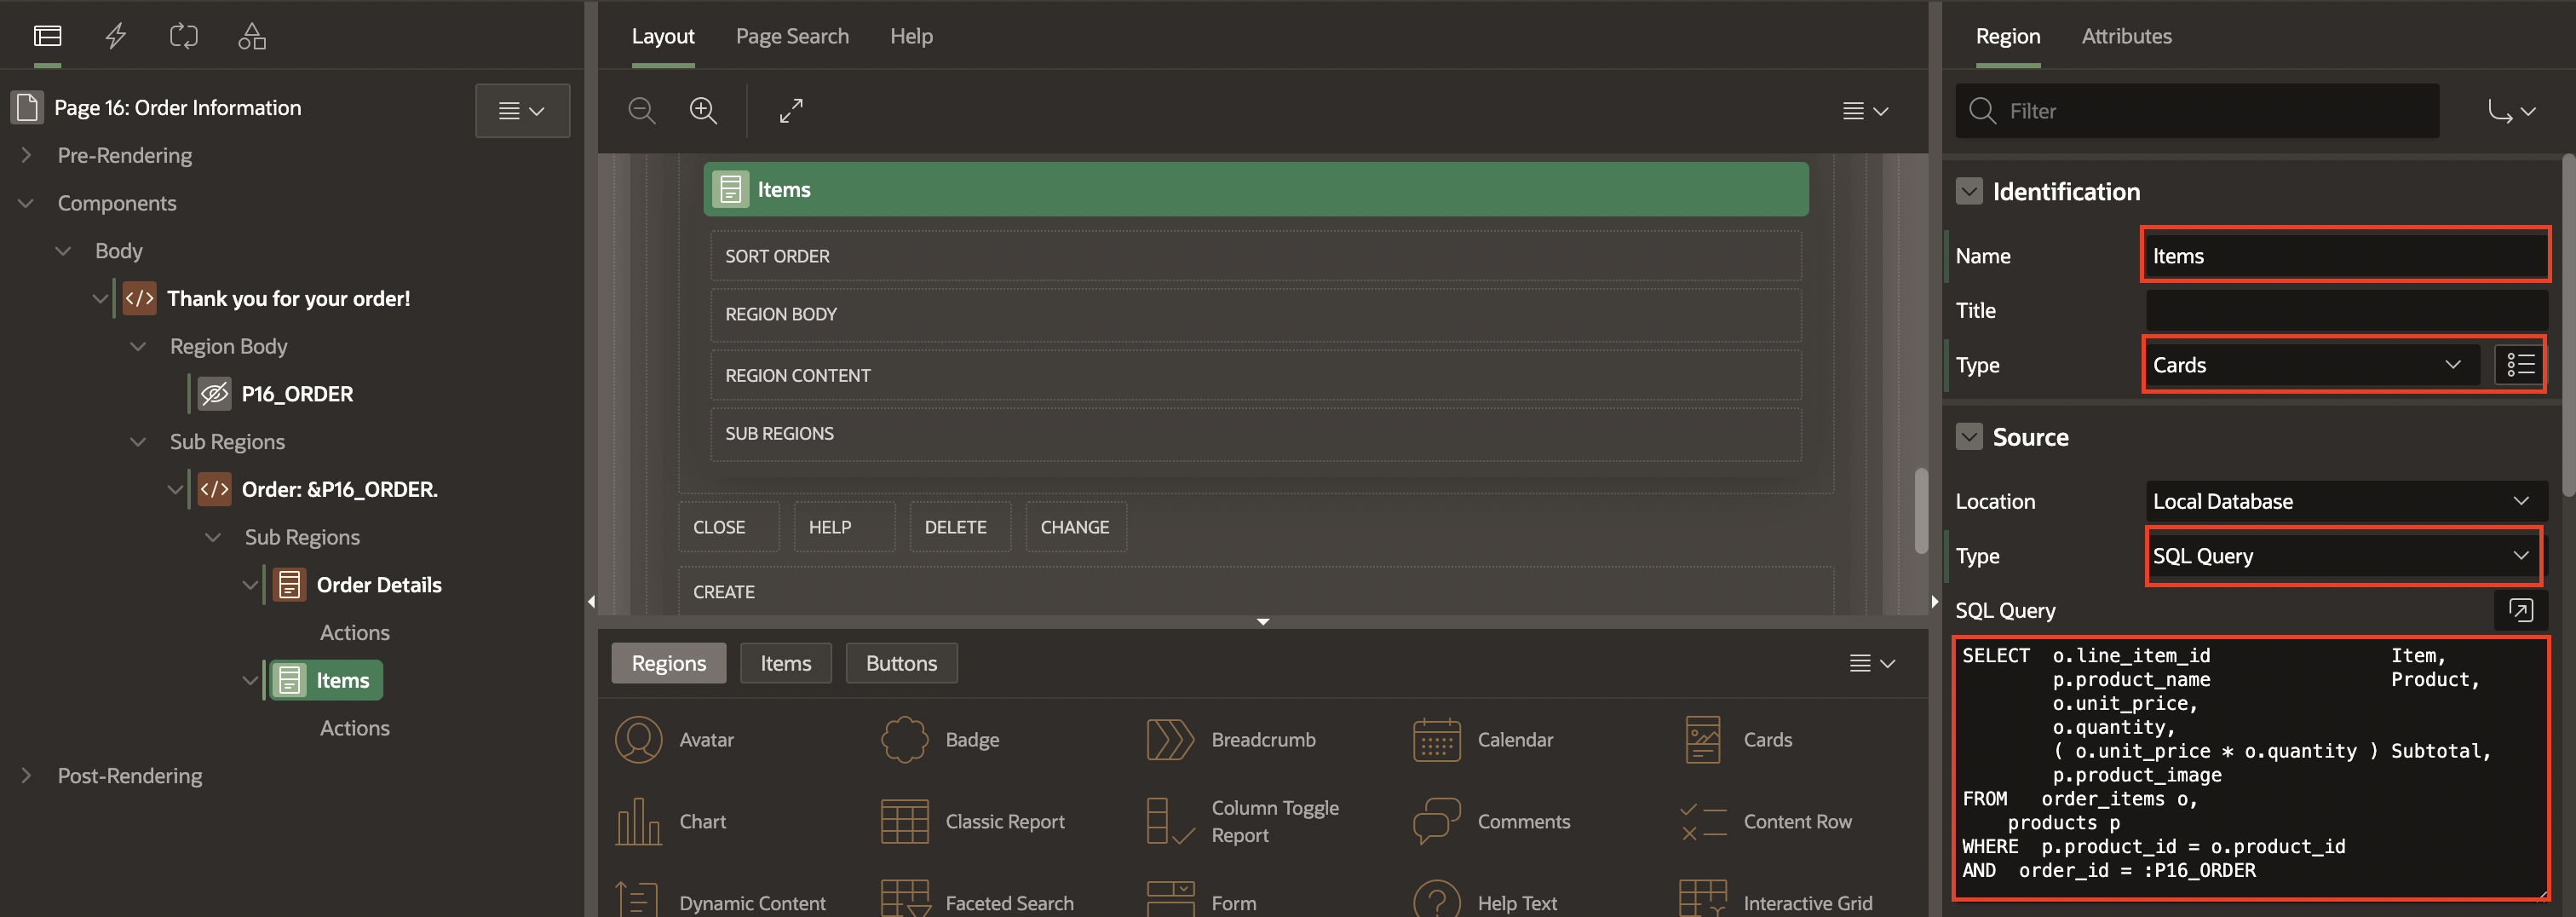 Page 16: Order Information
Pre-Rendering
Components
Body
Thank you for your order!
Region Body
P16_ORDER
Sub Regions
Order: &P16_ORDER.
Sub Regions
Order Details
Actions
Items
Actions
Post-Rendering
Layout Page Search Help
Items
SORT ORDER
REGION BODY
REGION CONTENT
SUB REGIONS
CLOSE HELP DELETE CHANGE
CREATE
Regions Items Buttons
Avatar Badge Breadcrumb Calendar Cards
Chart Classic Report Column Toggle Report Comments Content Row
Dynamic Content Faceted Search Form Help Text Interactive Grid
Region Attributes
Filter
Identification
Name Items
Title
Type Cards
Source
Location Local Database
Type SQL Query
SQL Query
SELECT o.line_item_id Item,
p.product_name Product,
o.unit_price,
o.quantity,
( o.unit_price * o.quantity ) Subtotal,
p.product_image
FROM order_items o,
products p
WHERE p.product_id = o.product_id
AND order_id = :P16_ORDER